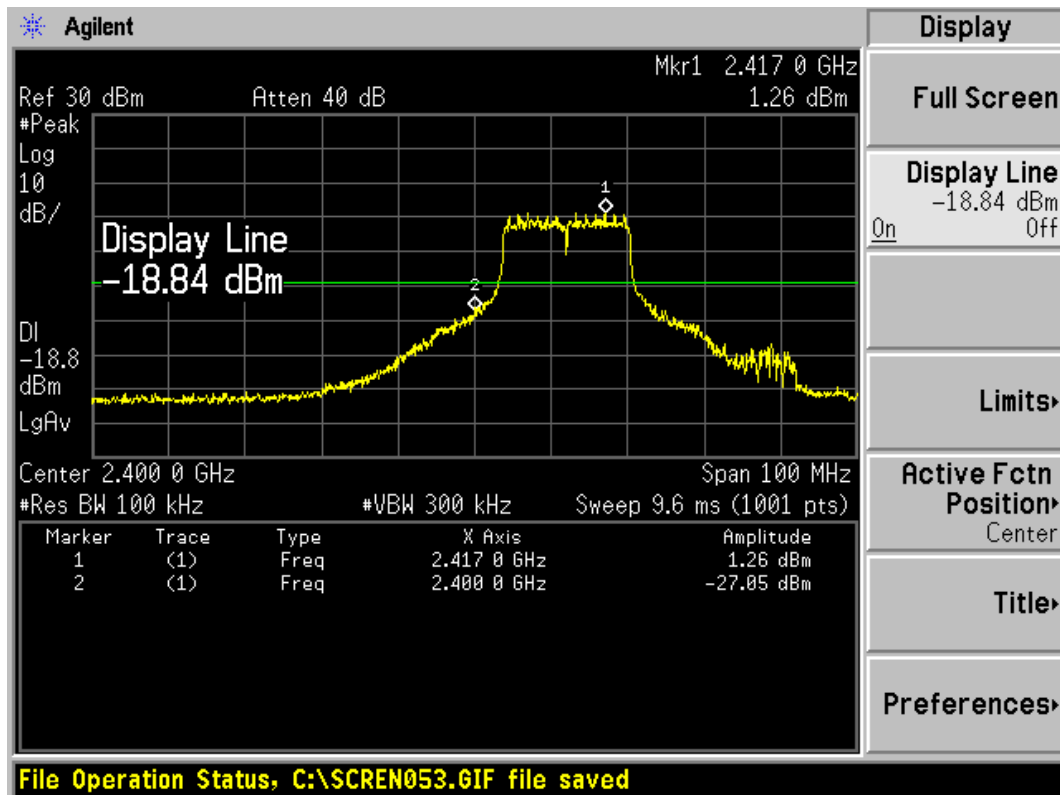 Agilent
Display
Mkr1 2.417 0 GHz
Ref 30 dBm Atten 40 dB 1.26 dBm
#Peak
Log
10
dB/
1
Display Line
-18.84 dBm
2
DI
-18.8
dBm
LgAv
Center 2.400 0 GHz Span 100 MHz
#Res BW 100 kHz #VBW 300 kHz Sweep 9.6 ms (1001 pts)
Marker Trace Type X Axis Amplitude
1 (1) Freq 2.417 0 GHz 1.26 dBm
2 (1) Freq 2.400 0 GHz -27.05 dBm
Full Screen
Display Line
-18.84 dBm
On Off
Limits
Active Fctn
Position
Center
Title
Preferences
File Operation Status, C:\SCREN053.GIF file saved